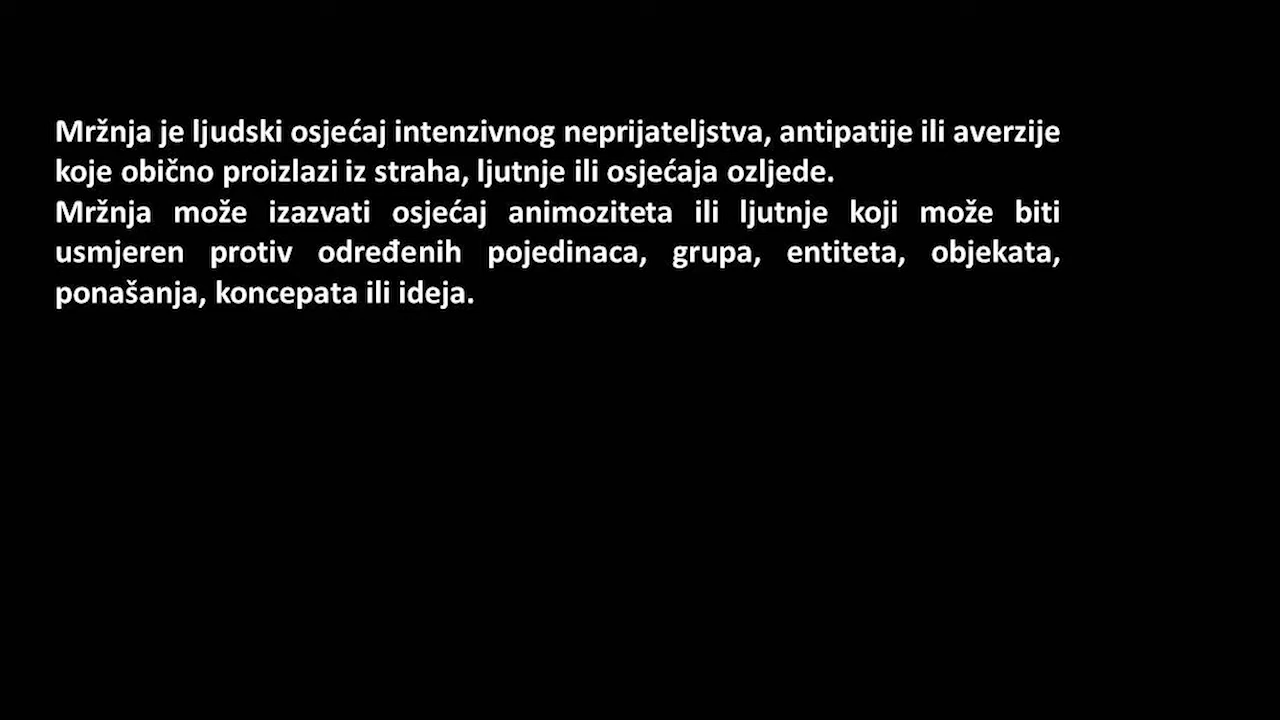 Mržnja je ljudski osjećaj intenzivnog neprijateljstva, antipatije ili averzije
koje obično proizlazi iz straha, ljutnje ili osjećaja ozljede.
Mržnja može izazvati osjećaj animoziteta ili ljutnje koji može biti
usmjeren protiv određenih pojedinaca, grupa, entiteta, objekata,
ponašanja, koncepata ili ideja.